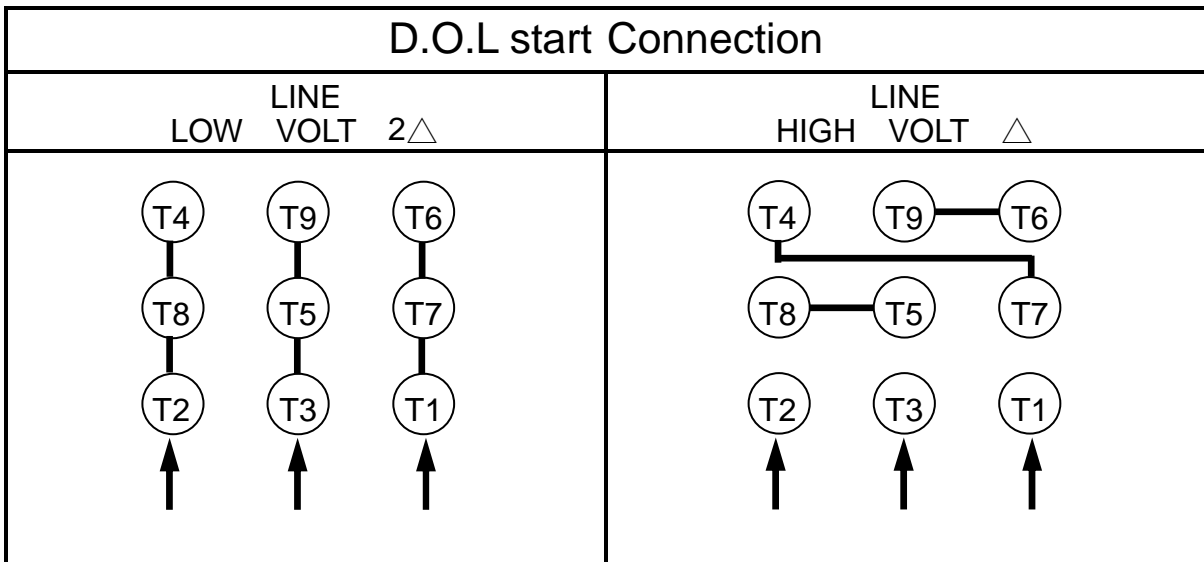 D.O.L start Connection
LINE
LOW VOLT 2△
LINE
HIGH VOLT △
T4 T9 T6
T8 T5 T7
T2 T3 T1
T4 T9 T6
T8 T5 T7
T2 T3 T1